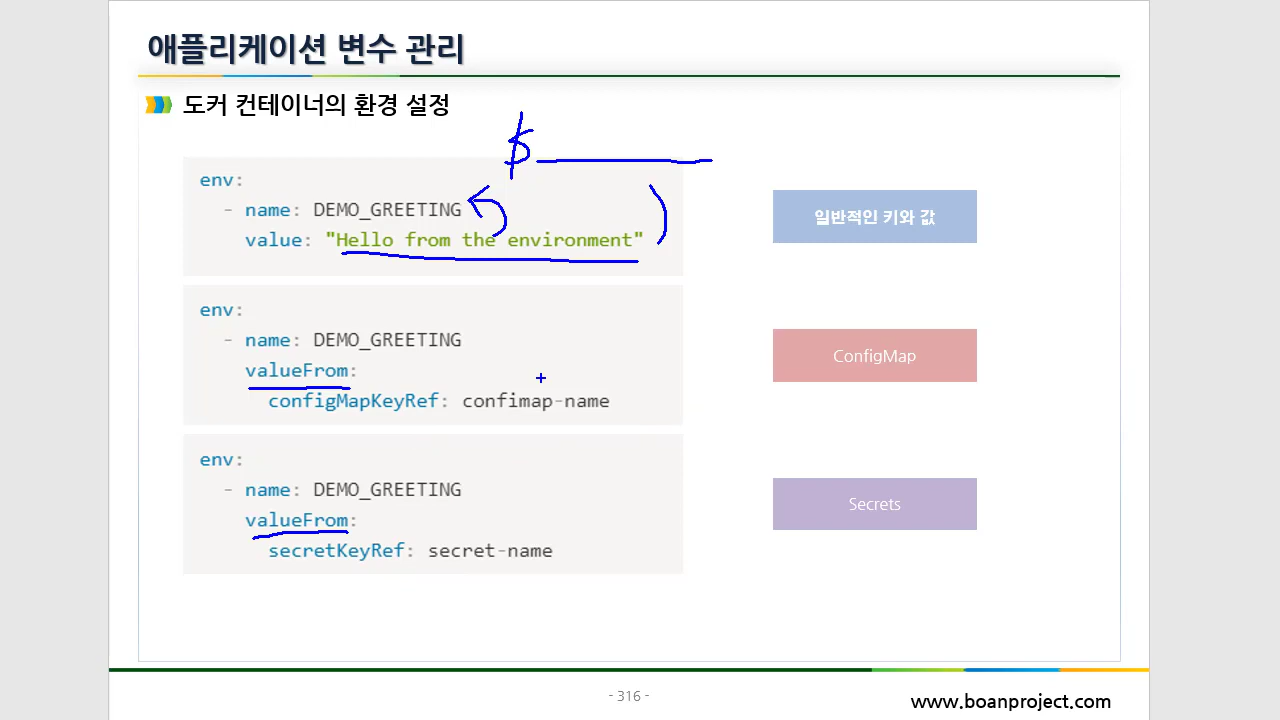 애플리케이션 변수 관리
도커 컨테이너의 환경 설정
$
env:
- name: DEMO_GREETING
value: "Hello from the environment"
일반적인 키와 값
env:
- name: DEMO_GREETING
valueFrom:
configMapKeyRef: confimap-name
ConfigMap
env:
- name: DEMO_GREETING
valueFrom:
secretKeyRef: secret-name
Secrets
- 316 -
www.boanproject.com